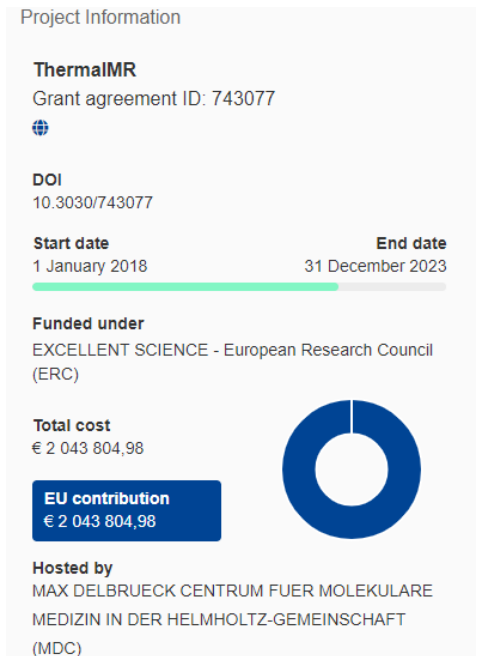 Project Information
ThermalMR
Grant agreement ID: 743077
DOI
10.3030/743077
Start date
End date
1 January 2018
31 December 2023
Funded under
EXCELLENT SCIENCE - European Research Council
(ERC)
Total cost
€ 2 043 804,98
EU contribution
€ 2 043 804,98
Hosted by
MAX DELBRUECK CENTRUM FUER MOLEKULARE
MEDIZIN IN DER HELMHOLTZ-GEMEINSCHAFT
(MDC)